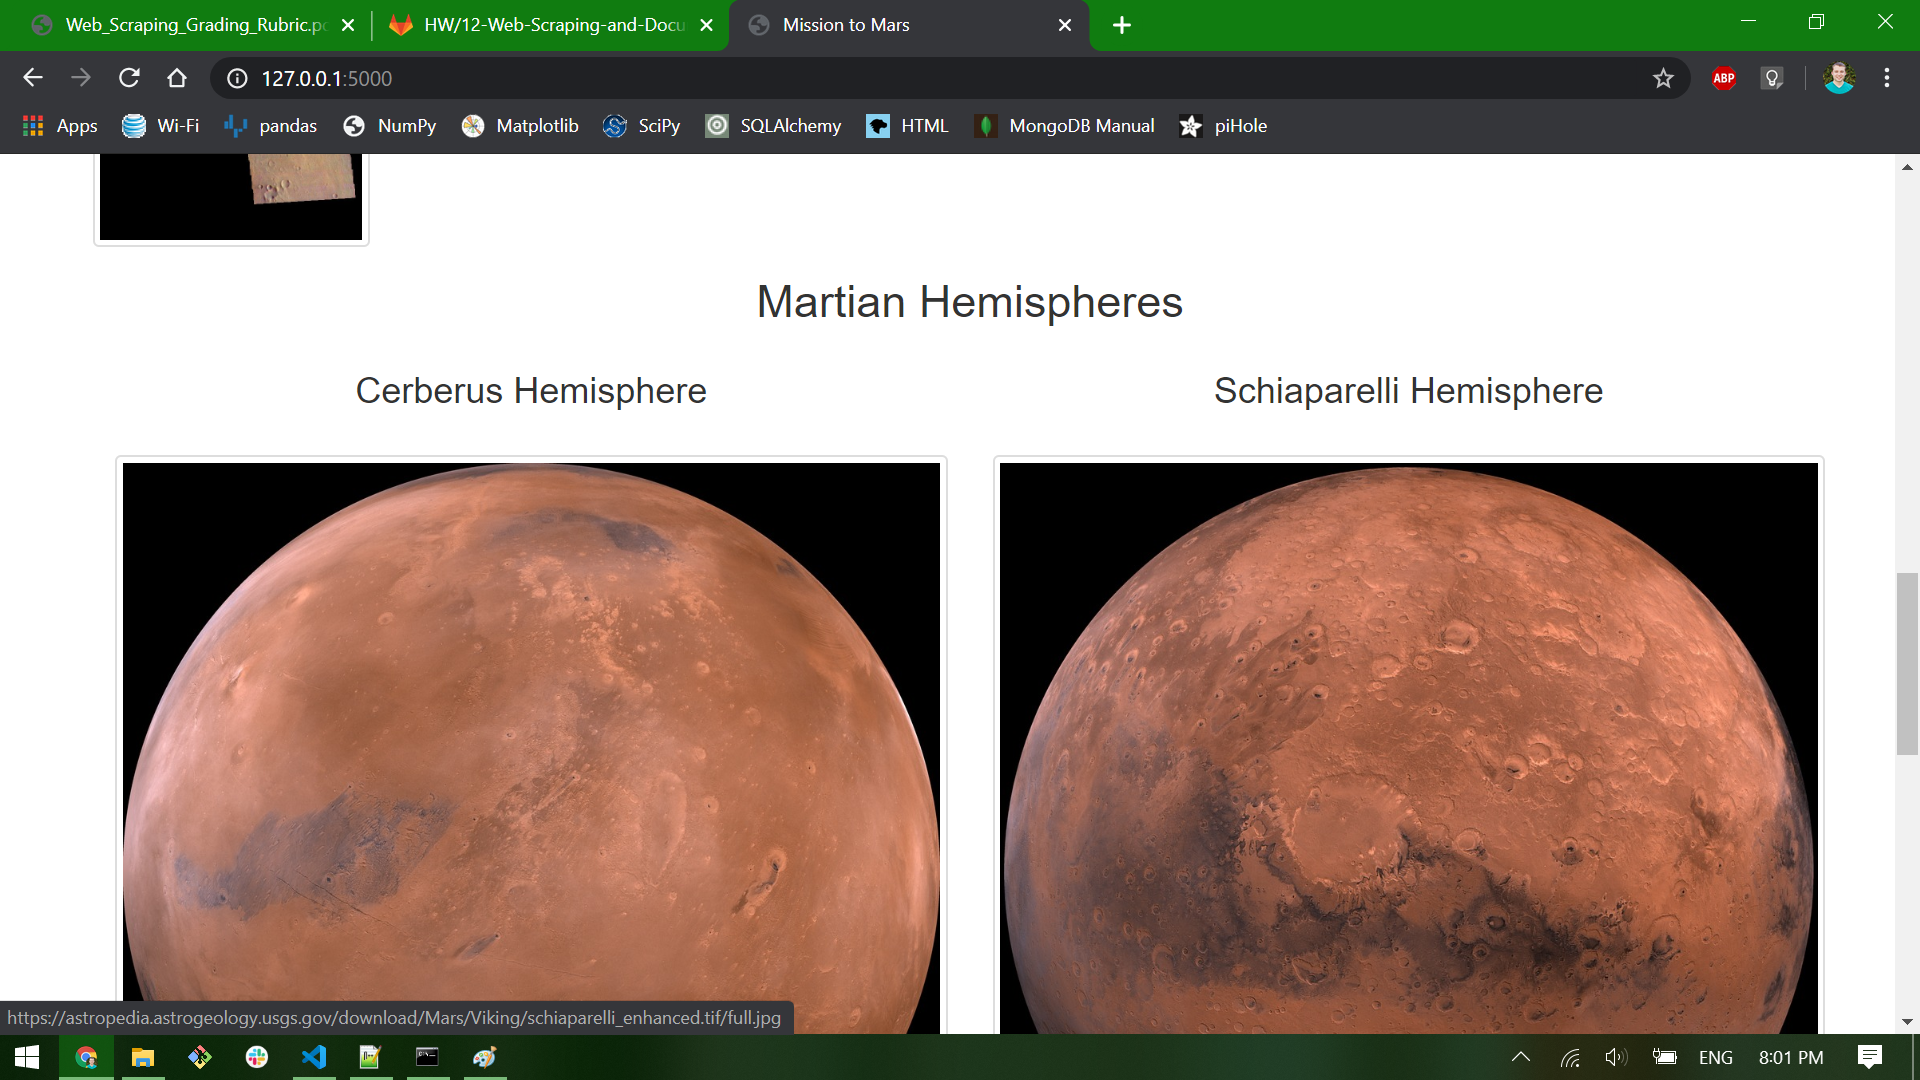 Web_Scraping_Grading_Rubric.pd
HW/12-Web-Scraping-and-Docu
Mission to Mars
127.0.0.1:5000
ABP
Apps
Wi-Fi
pandas
NumPy
Matplotlib
SciPy
SQLAlchemy
HTML
MongoDB Manual
piHole
Martian Hemispheres
Cerberus Hemisphere
Schiaparelli Hemisphere
https://astropedia.astrogeology.usgs.gov/download/Mars/Viking/schiaparelli_enhanced.tif/full.jpg
ENG
8:01 PM